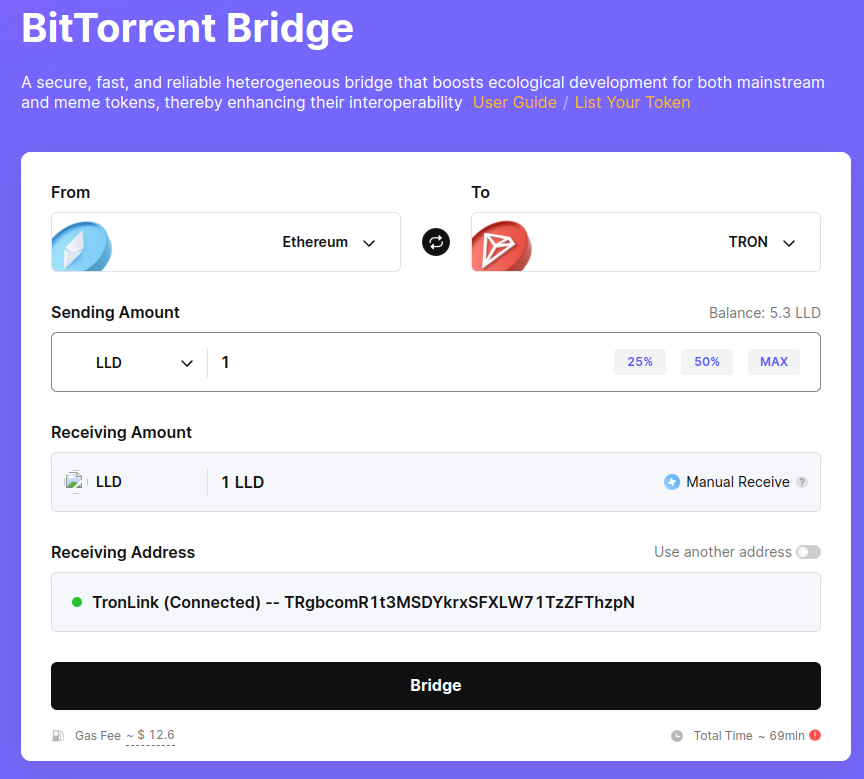 BitTorrent Bridge
A secure, fast, and reliable heterogeneous bridge that boosts ecological development for both mainstream
and meme tokens, thereby enhancing their interoperability User Guide / List Your Token
From To
Ethereum TRON
Sending Amount Balance: 5.3 LLD
LLD 1 25% 50% MAX
Receiving Amount
LLD 1 LLD Manual Receive ?
Receiving Address Use another address
TronLink (Connected) -- TRgbcomR1t3MSDYkrxSFXLW71TzZFThzpN
Bridge
Gas Fee ~ $ 12.6 Total Time ~ 69min !